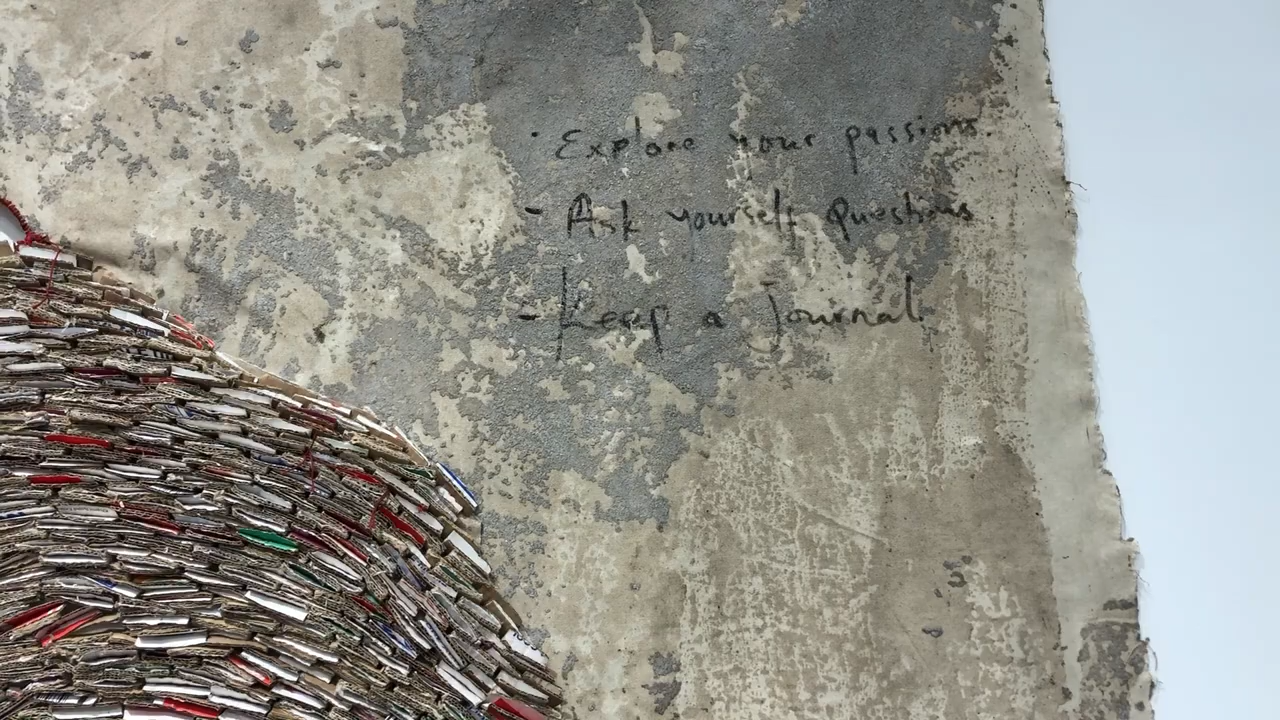 - Explore your passions.
- Ask yourself Questions
- Keep a Journal.